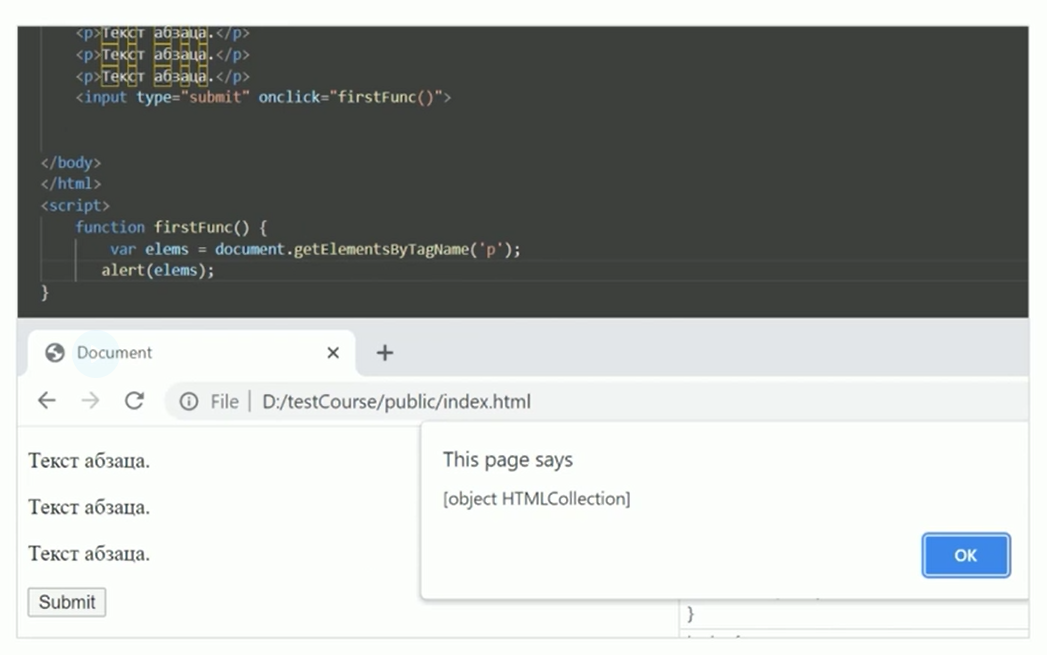 <p>Текст абзаца.</p>
<p>Текст абзаца.</p>
<p>Текст абзаца.</p>
<input type="submit" onclick="firstFunc()">
</body>
</html>
<script>
function firstFunc() {
var elems = document.getElementsByTagName('p');
alert(elems);
}
Document
File | D:/testCourse/public/index.html
This page says
[object HTMLCollection]
OK
Текст абзаца.
Текст абзаца.
Текст абзаца.
Submit
}